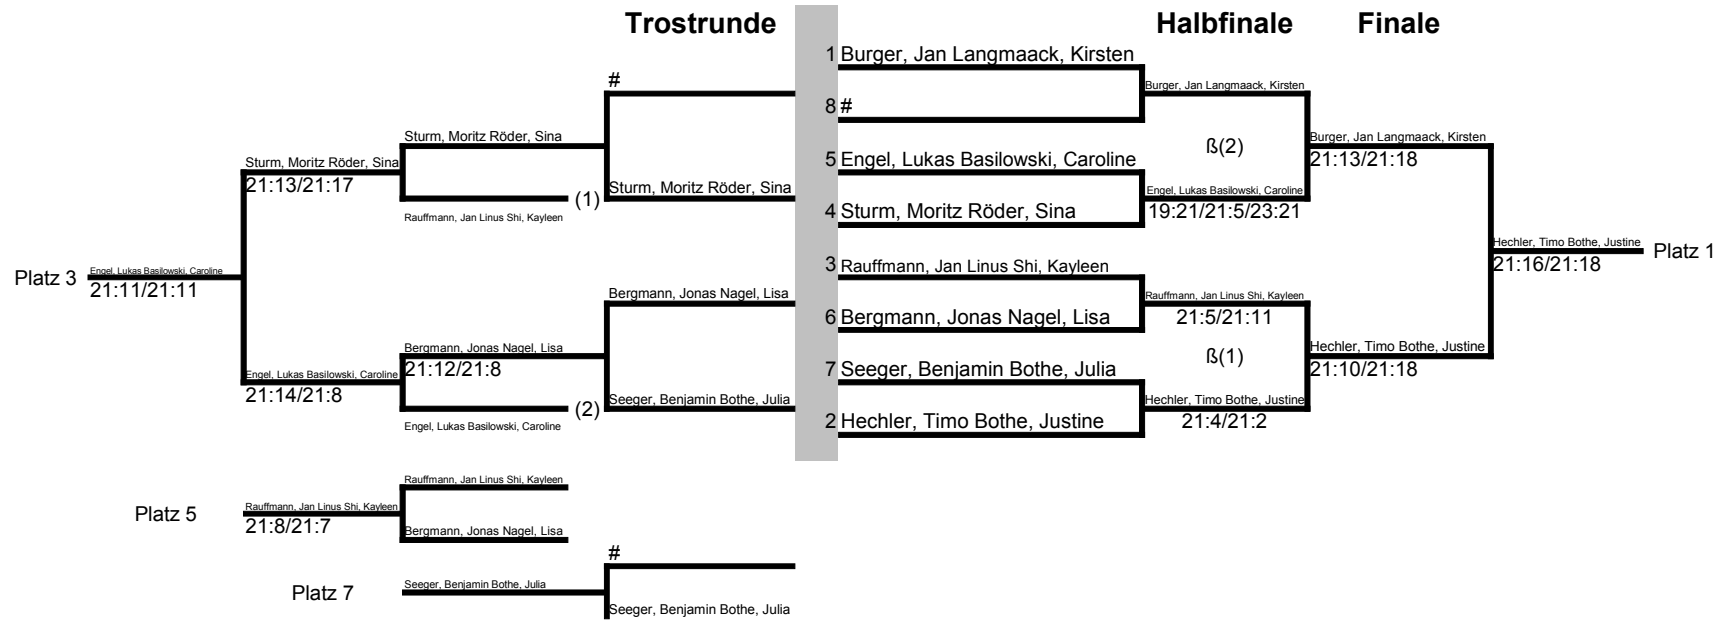 Trostrunde
Halbfinale
Finale
1 Burger, Jan Langmaack, Kirsten
#
Burger, Jan Langmaack, Kirsten
8 #
Sturm, Moritz Röder, Sina
Burger, Jan Langmaack, Kirsten
ß(2)
Sturm, Moritz Röder, Sina
5 Engel, Lukas Basilowski, Caroline
21:13/21:18
21:13/21:17
Sturm, Moritz Röder, Sina
Engel, Lukas Basilowski, Caroline
(1)
4 Sturm, Moritz Röder, Sina
19:21/21:5/23:21
Rauffmann, Jan Linus Shi, Kayleen
Hechler, Timo Bothe, Justine
Platz 1
3 Rauffmann, Jan Linus Shi, Kayleen
21:16/21:18
Platz 3
Engel, Lukas Basilowski, Caroline
21:11/21:11
Bergmann, Jonas Nagel, Lisa
Rauffmann, Jan Linus Shi, Kayleen
6 Bergmann, Jonas Nagel, Lisa
21:5/21:11
Bergmann, Jonas Nagel, Lisa
Hechler, Timo Bothe, Justine
ß(1)
21:12/21:8
7 Seeger, Benjamin Bothe, Julia
21:10/21:18
Engel, Lukas Basilowski, Caroline
21:14/21:8
Seeger, Benjamin Bothe, Julia
Hechler, Timo Bothe, Justine
(2)
2 Hechler, Timo Bothe, Justine
21:4/21:2
Engel, Lukas Basilowski, Caroline
Rauffmann, Jan Linus Shi, Kayleen
Platz 5
Rauffmann, Jan Linus Shi, Kayleen
21:8/21:7
Bergmann, Jonas Nagel, Lisa
#
Platz 7
Seeger, Benjamin Bothe, Julia
Seeger, Benjamin Bothe, Julia